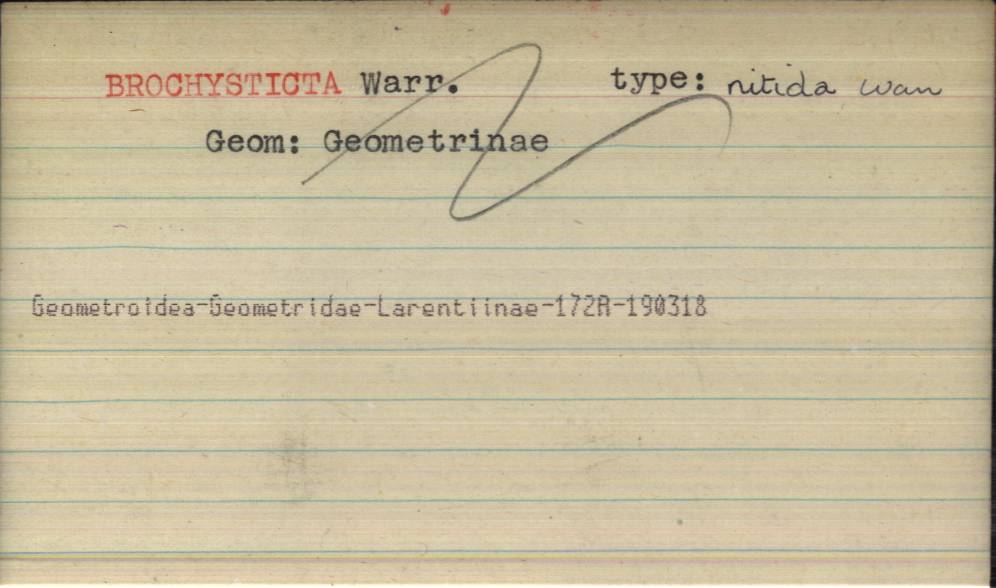 BROCHYSTICTA Warr. type: nitida Warr
Geom: Geometrinae
Geometroidea-Geometridae-Larentiinae-172A-190318